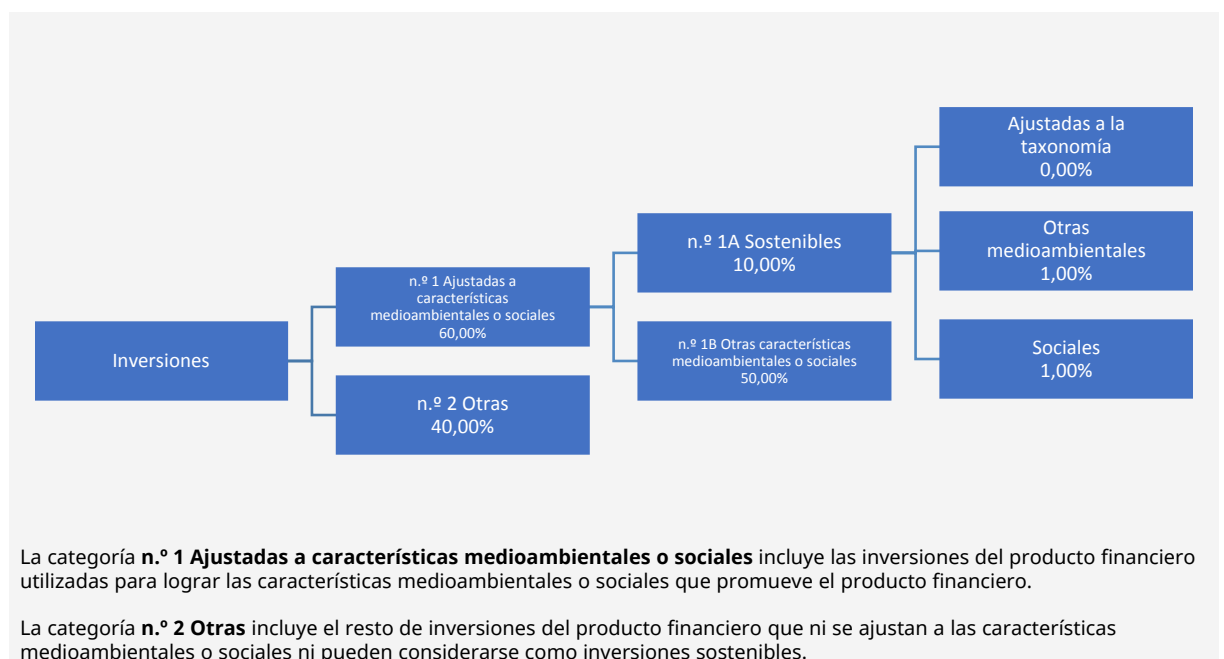 Inversiones
n.º 1 Ajustadas a
características
medioambientales o sociales
60,00%
n.º 2 Otras
40,00%
n.º 1A Sostenibles
10,00%
n.º 1B Otras características
medioambientales o sociales
50,00%
Ajustadas a la
taxonomía
0,00%
Otras
medioambientales
1,00%
Sociales
1,00%
La categoría n.º 1 Ajustadas a características medioambientales o sociales incluye las inversiones del producto financiero
utilizadas para lograr las características medioambientales o sociales que promueve el producto financiero.
La categoría n.º 2 Otras incluye el resto de inversiones del producto financiero que ni se ajustan a las características
medioambientales o sociales ni pueden considerarse como inversiones sostenibles.